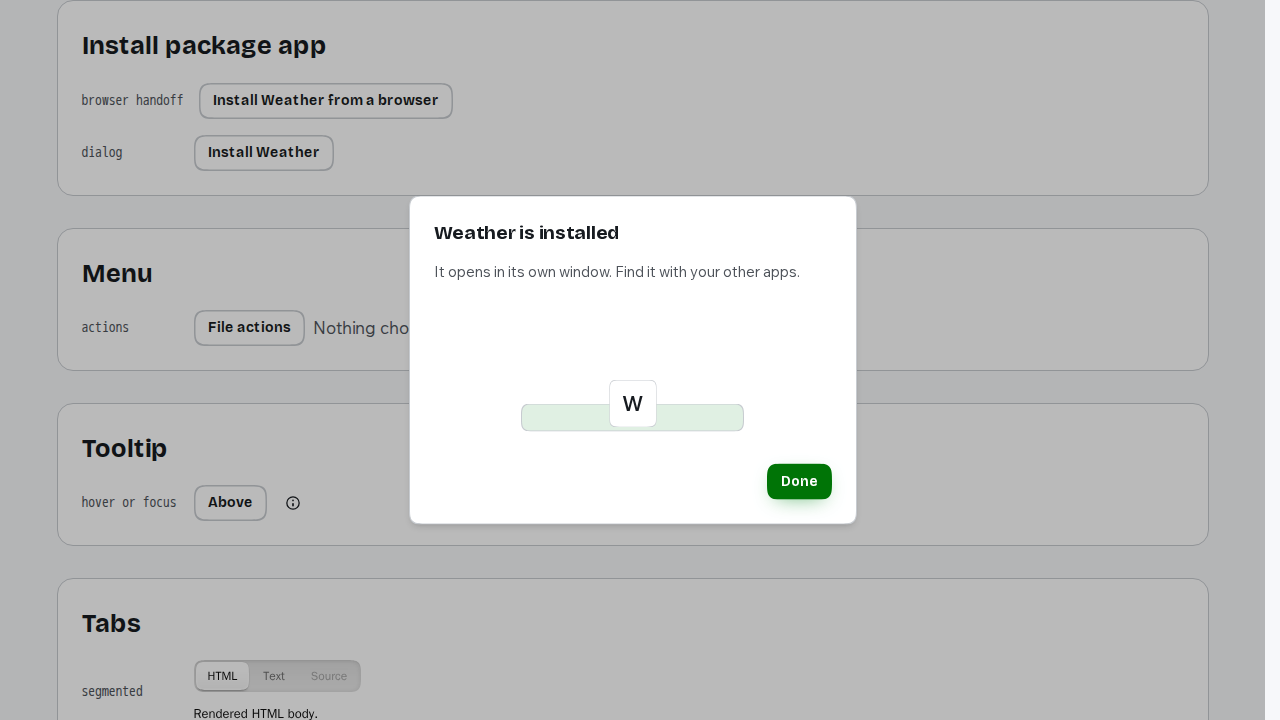 Install package app
browser handoff
Install Weather from a browser
dialog
Install Weather
Weather is installed
It opens in its own window. Find it with your other apps.
W
Done
Menu
actions
File actions
Nothing cho
Tooltip
hover or focus
Above
Tabs
segmented
HTML
Text
Source
Rendered HTML body.